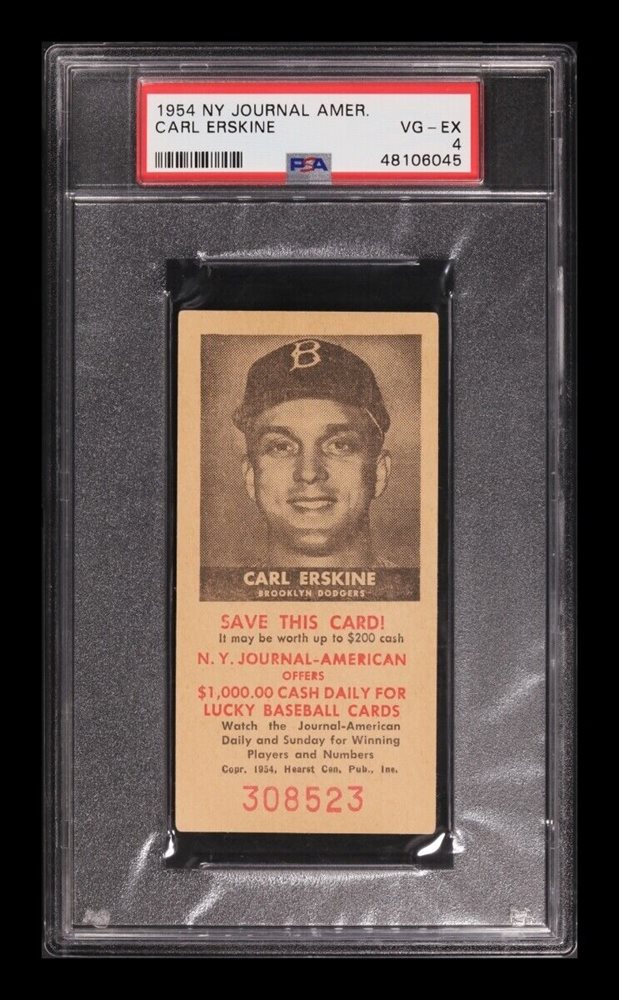 1954 NY JOURNAL AMER.
CARL ERSKINE VG-EX
4
PSA 48106045
B
CARL ERSKINE
BROOKLYN DODGERS
SAVE THIS CARD!
It may be worth up to $200 cash
N.Y. JOURNAL-AMERICAN
OFFERS
$1,000.00 CASH DAILY FOR
LUCKY BASEBALL CARDS
Watch the Journal-American
Daily and Sunday for Winning
Players and Numbers
Copr. 1954, Hearst Con. Pub., Inc.
308523